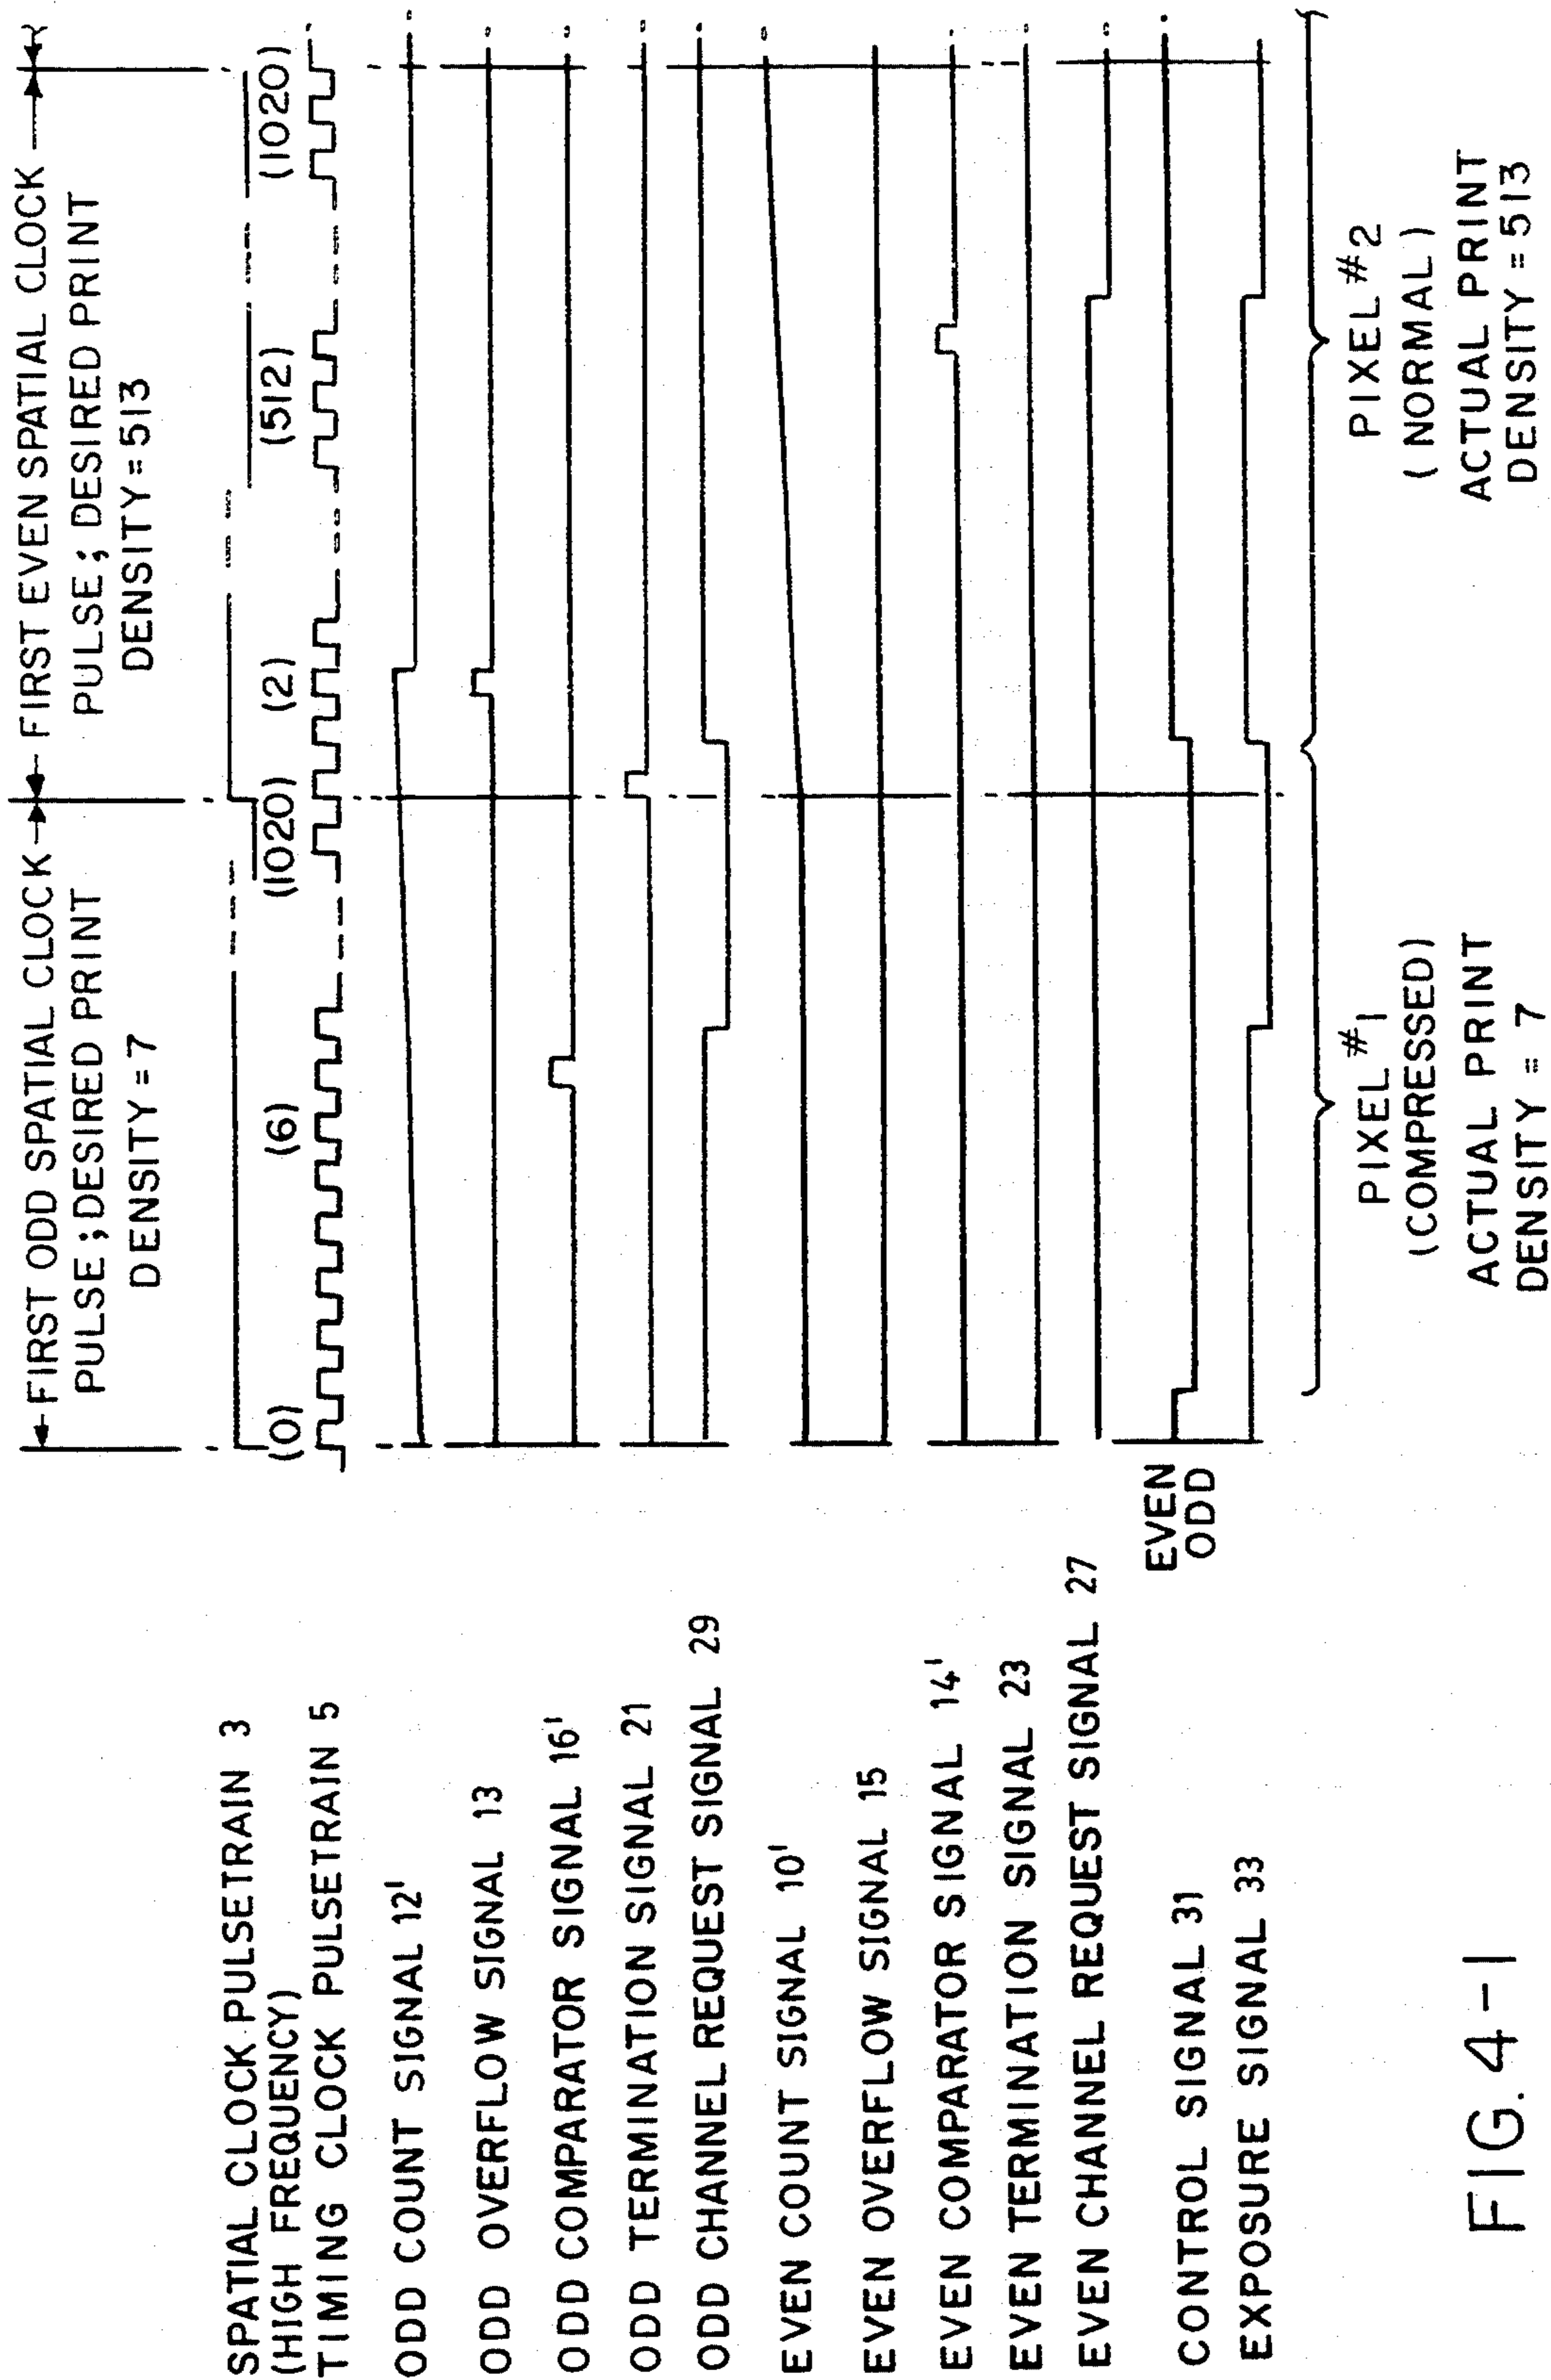 FIRST ODD SPATIAL CLOCK
PULSE; DESIRED PRINT
DENSITY = 7
FIRST EVEN SPATIAL CLOCK
PULSE; DESIRED PRINT
DENSITY = 513
SPATIAL CLOCK PULSETRAIN 3
(HIGH FREQUENCY)
TIMING CLOCK PULSETRAIN 5
(0) (6) (1020) (2) (512) (1020)
ODD COUNT SIGNAL 12'
ODD OVERFLOW SIGNAL 13
ODD COMPARATOR SIGNAL 16'
ODD TERMINATION SIGNAL 21
ODD CHANNEL REQUEST SIGNAL 29
EVEN COUNT SIGNAL 10'
EVEN OVERFLOW SIGNAL 15
EVEN COMPARATOR SIGNAL 14'
EVEN TERMINATION SIGNAL 23
EVEN CHANNEL REQUEST SIGNAL 27
EVEN
ODD
CONTROL SIGNAL 31
EXPOSURE SIGNAL 33
PIXEL #1
(COMPRESSED)
ACTUAL PRINT
DENSITY = 7
PIXEL #2
(NORMAL)
ACTUAL PRINT
DENSITY = 513
FIG. 4-1